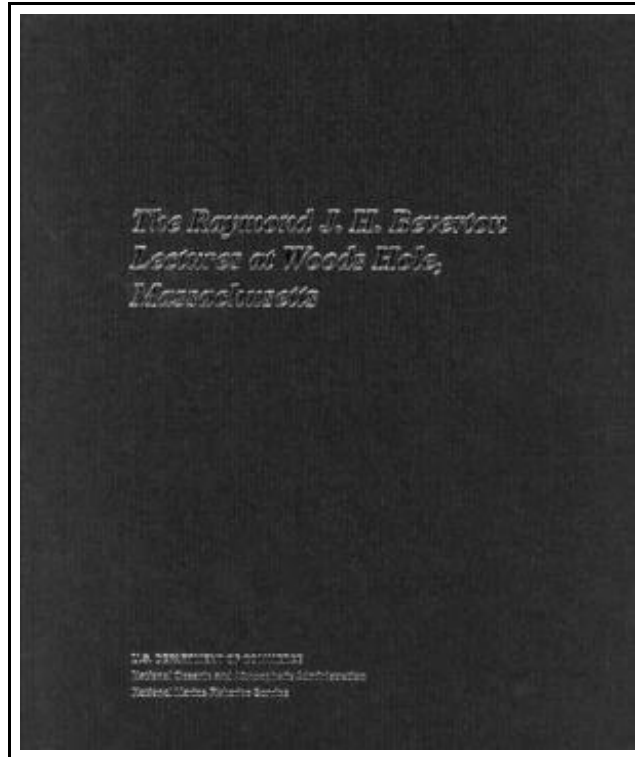 The Raymond J. H. Beverton
Lectures at Woods Hole,
Massachusetts
U.S. DEPARTMENT OF COMMERCE
National Oceanic and Atmospheric Administration
National Marine Fisheries Service